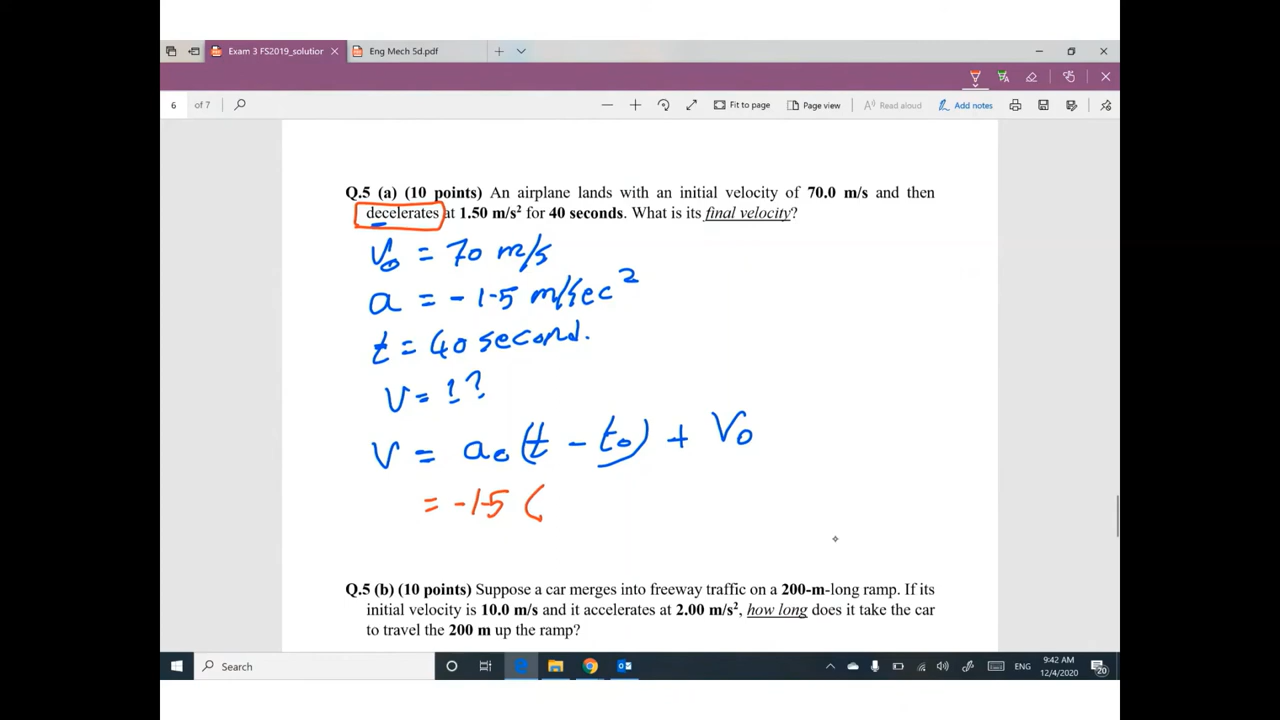 Exam 3 FS2019_solutior
Eng Mech 5d.pdf
6 of 7
Fit to page
Page view
Read aloud
Add notes
Q.5 (a) (10 points) An airplane lands with an initial velocity of 70.0 m/s and then
decelerates at 1.50 m/s² for 40 seconds. What is its final velocity?
V₀ = 70 m/s
a = -1.5 m/sec²
t = 40 second.
V = !?
V = a꜀ (t - t₀) + V₀
= -1.5 (
Q.5 (b) (10 points) Suppose a car merges into freeway traffic on a 200-m-long ramp. If its
initial velocity is 10.0 m/s and it accelerates at 2.00 m/s², how long does it take the car
to travel the 200 m up the ramp?
Search
ENG
9:42 AM
12/4/2020
20